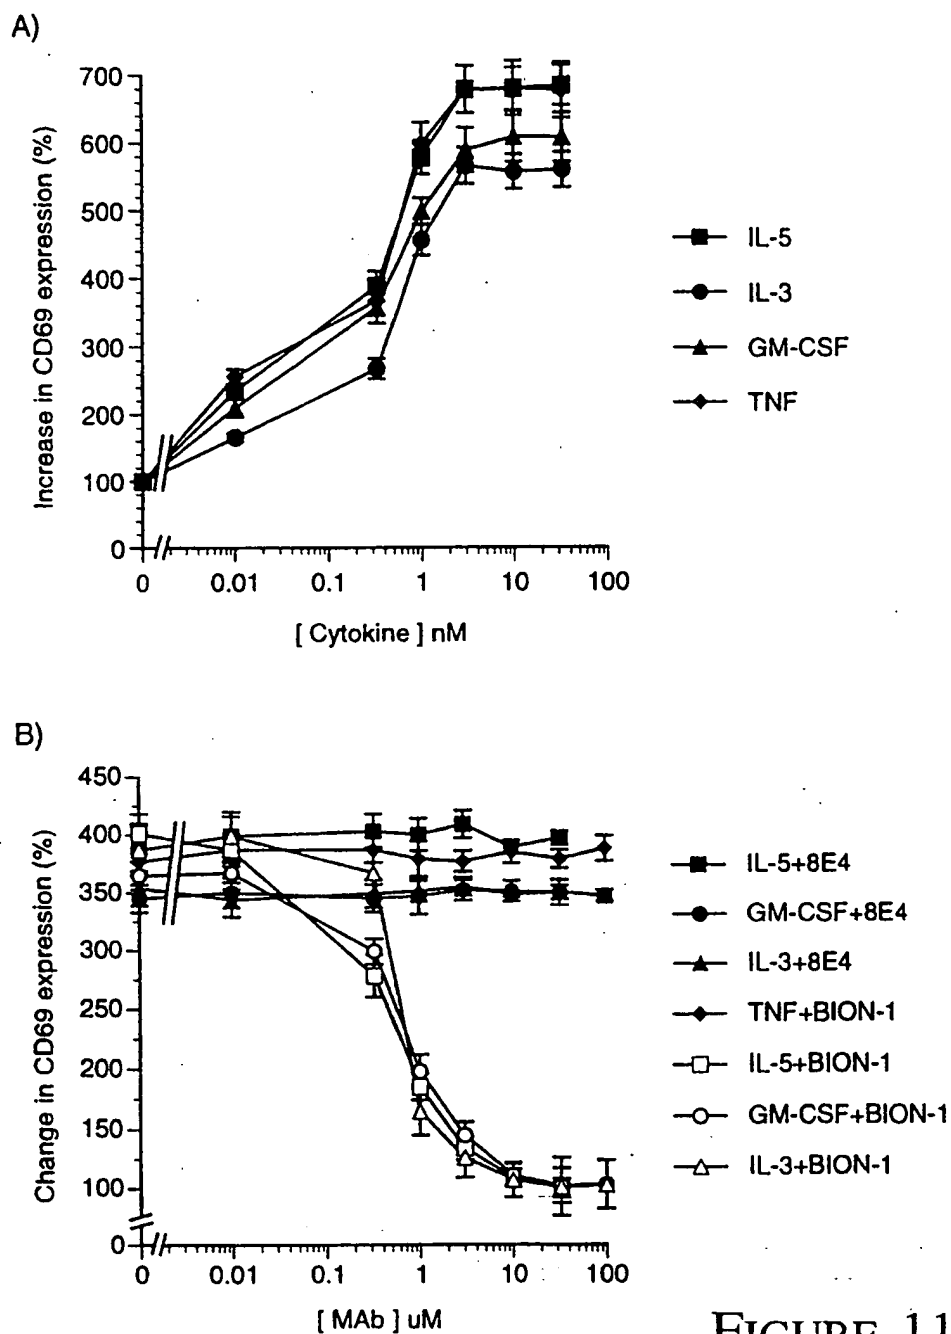 A)
700
600
500
400
300
200
100
0
Increase in CD69 expression (%)
0 0.01 0.1 1 10 100
[ Cytokine ] nM
IL-5
IL-3
GM-CSF
TNF
B)
450
400
350
300
250
200
150
100
0
Change in CD69 expression (%)
0 0.01 0.1 1 10 100
[ MAb ] uM
IL-5+8E4
GM-CSF+8E4
IL-3+8E4
TNF+BION-1
IL-5+BION-1
GM-CSF+BION-1
IL-3+BION-1
FIGURE 11